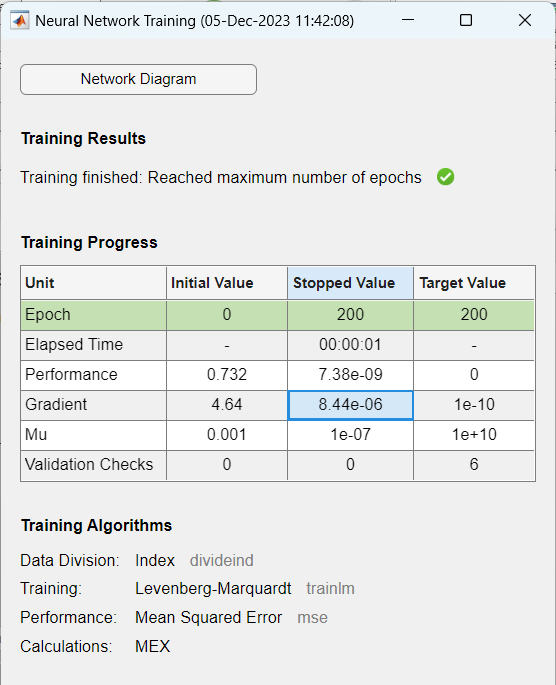 Neural Network Training (05-Dec-2023 11:42:08)
Network Diagram
Training Results
Training finished: Reached maximum number of epochs
Training Progress
Unit Initial Value Stopped Value Target Value
Epoch 0 200 200
Elapsed Time - 00:00:01 -
Performance 0.732 7.38e-09 0
Gradient 4.64 8.44e-06 1e-10
Mu 0.001 1e-07 1e+10
Validation Checks 0 0 6
Training Algorithms
Data Division: Index divideind
Training: Levenberg-Marquardt trainlm
Performance: Mean Squared Error mse
Calculations: MEX